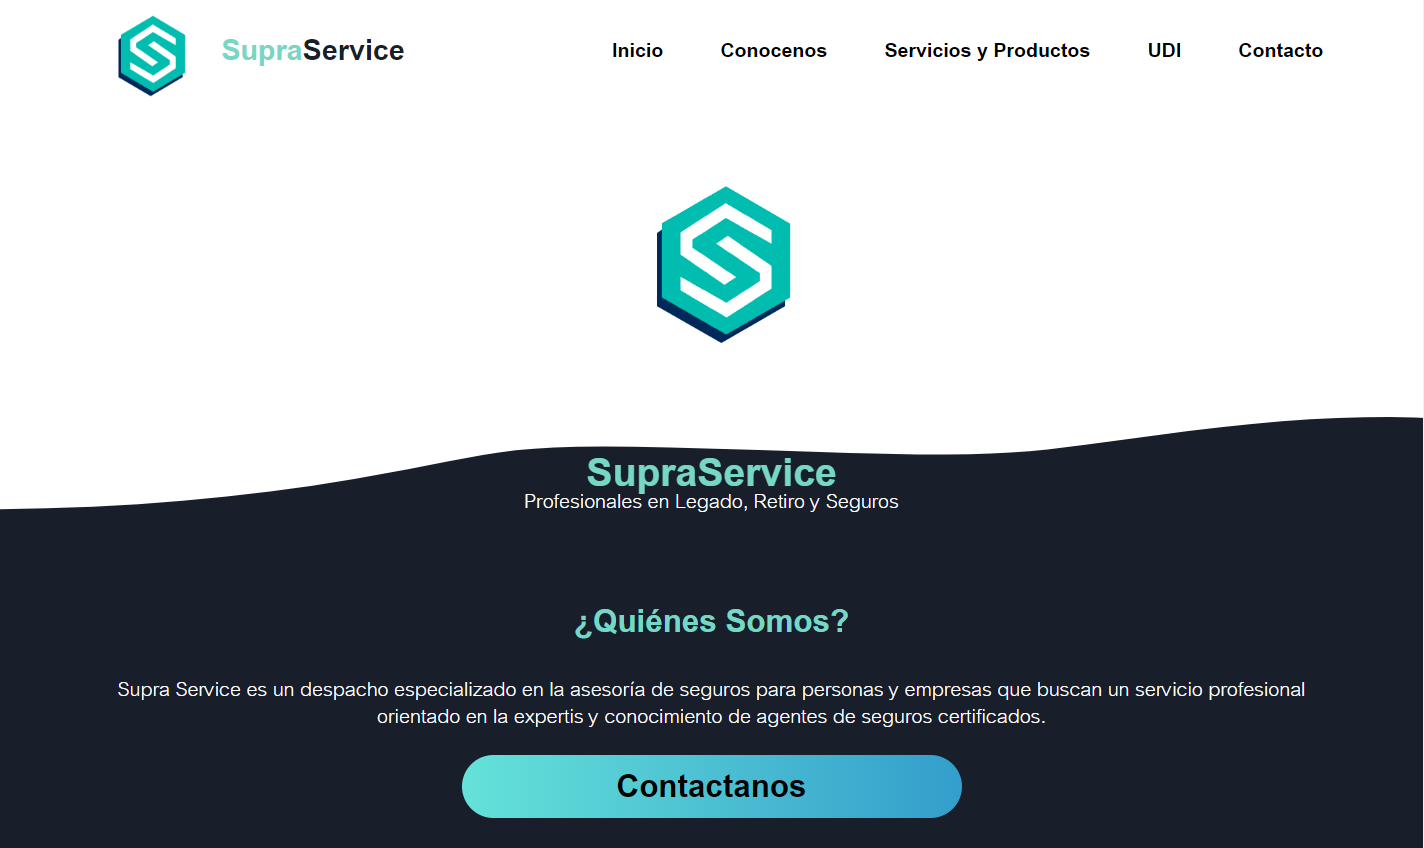 SupraService
Inicio
Conocenos
Servicios y Productos
UDI
Contacto
SupraService
Profesionales en Legado, Retiro y Seguros
¿Quiénes Somos?
Supra Service es un despacho especializado en la asesoría de seguros para personas y empresas que buscan un servicio profesional
orientado en la expertis y conocimiento de agentes de seguros certificados.
Contactanos